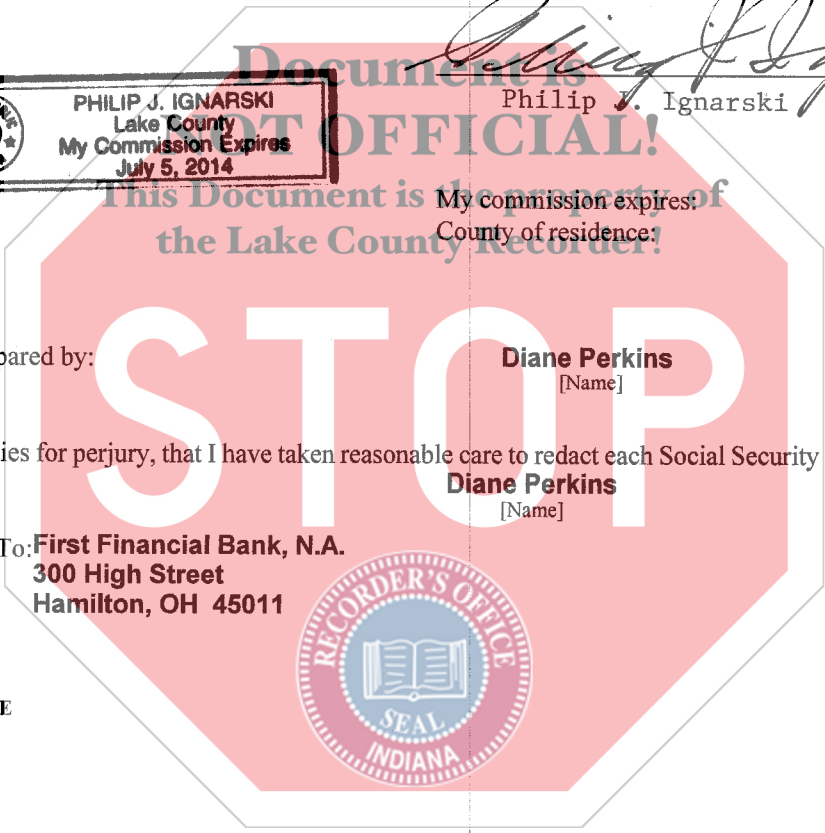 Document is
NOT OFFICIAL!
This Document is the property of
the Lake County Recorder!
STOP
PHILIP J. IGNARSKI
Lake County
My Commission Expires
July 5, 2014
Philip J. Ignarski
My commission expires:
County of residence:
pared by:
Diane Perkins
[Name]
ies for perjury, that I have taken reasonable care to redact each Social Security
Diane Perkins
[Name]
To: First Financial Bank, N.A.
300 High Street
Hamilton, OH 45011
RECORDER'S OFFICE
SEAL
INDIANA
E